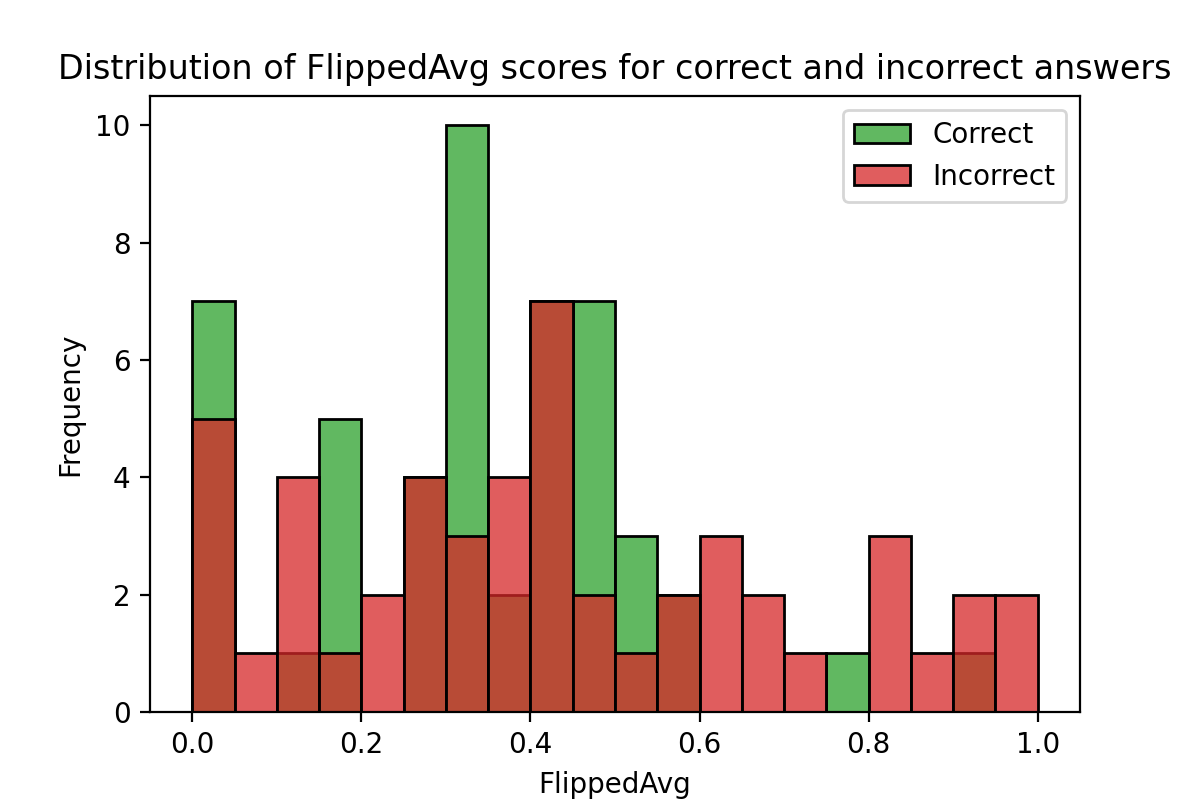 Distribution of FlippedAvg scores for correct and incorrect answers
Correct
Incorrect
10
8
6
4
2
0
Frequency
0.0 0.2 0.4 0.6 0.8 1.0
FlippedAvg